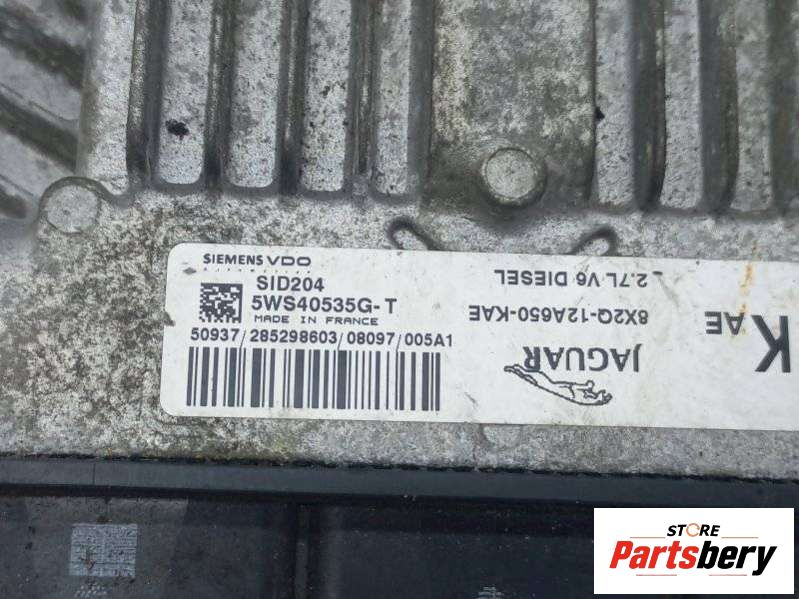 SIEMENS VDO
SID204
5WS40535G-T
MADE IN FRANCE
50937/285298603/08097/005A1
2.7L V6 DIESEL
8X2Q-12A650-KAE
KAE
JAGUAR
STORE
Partsbery